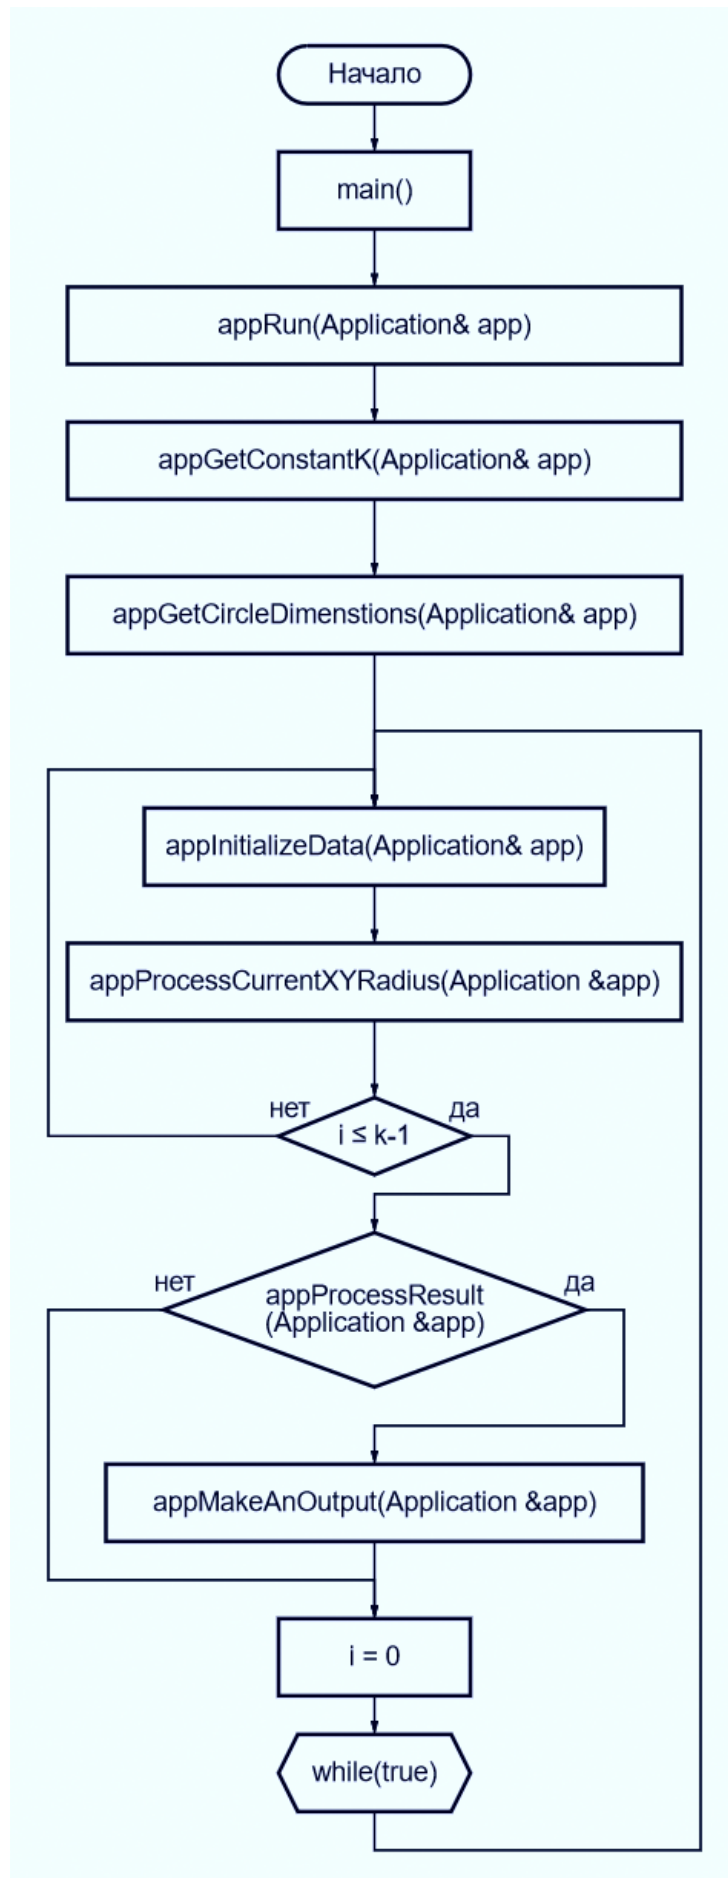 Начало
main()
appRun(Application& app)
appGetConstantK(Application& app)
appGetCircleDimenstions(Application& app)
appInitializeData(Application& app)
appProcessCurrentXYRadius(Application &app)
нет
да
i ≤ k-1
нет
да
appProcessResult
(Application &app)
appMakeAnOutput(Application &app)
i = 0
while(true)